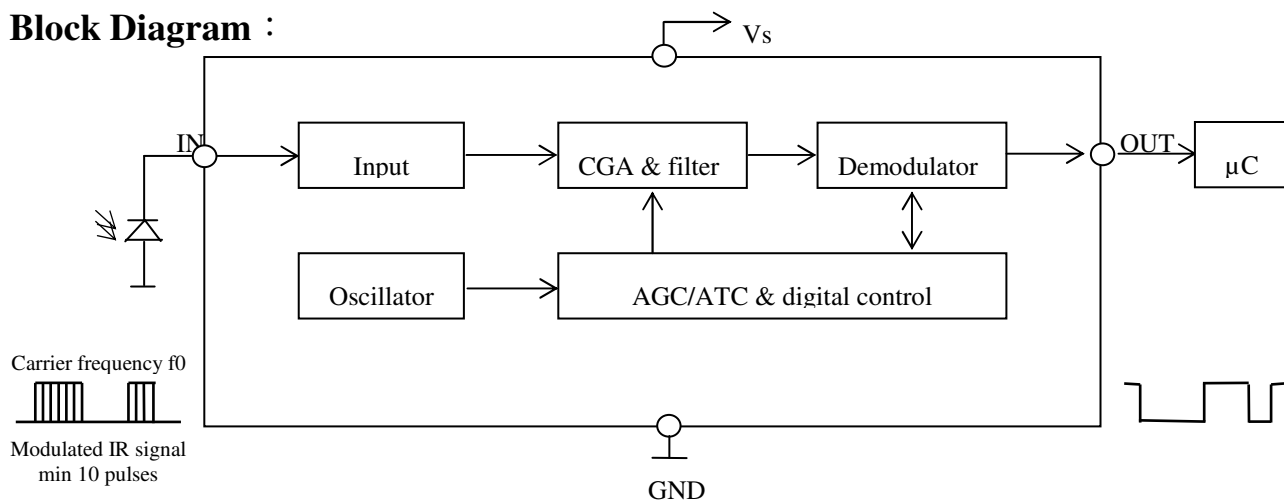 Block Diagram：
Vs
IN
Input
CGA & filter
Demodulator
OUT
µC
Oscillator
AGC/ATC & digital control
Carrier frequency f0
Modulated IR signal
min 10 pulses
GND